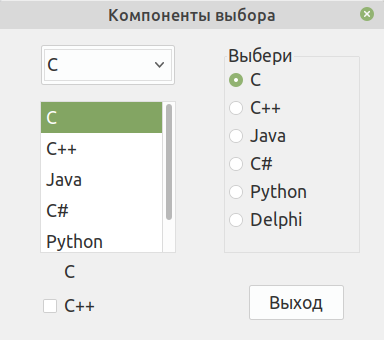 Компоненты выбора
C
C
C++
Java
C#
Python
C
C++
Выбери
C
C++
Java
C#
Python
Delphi
Выход